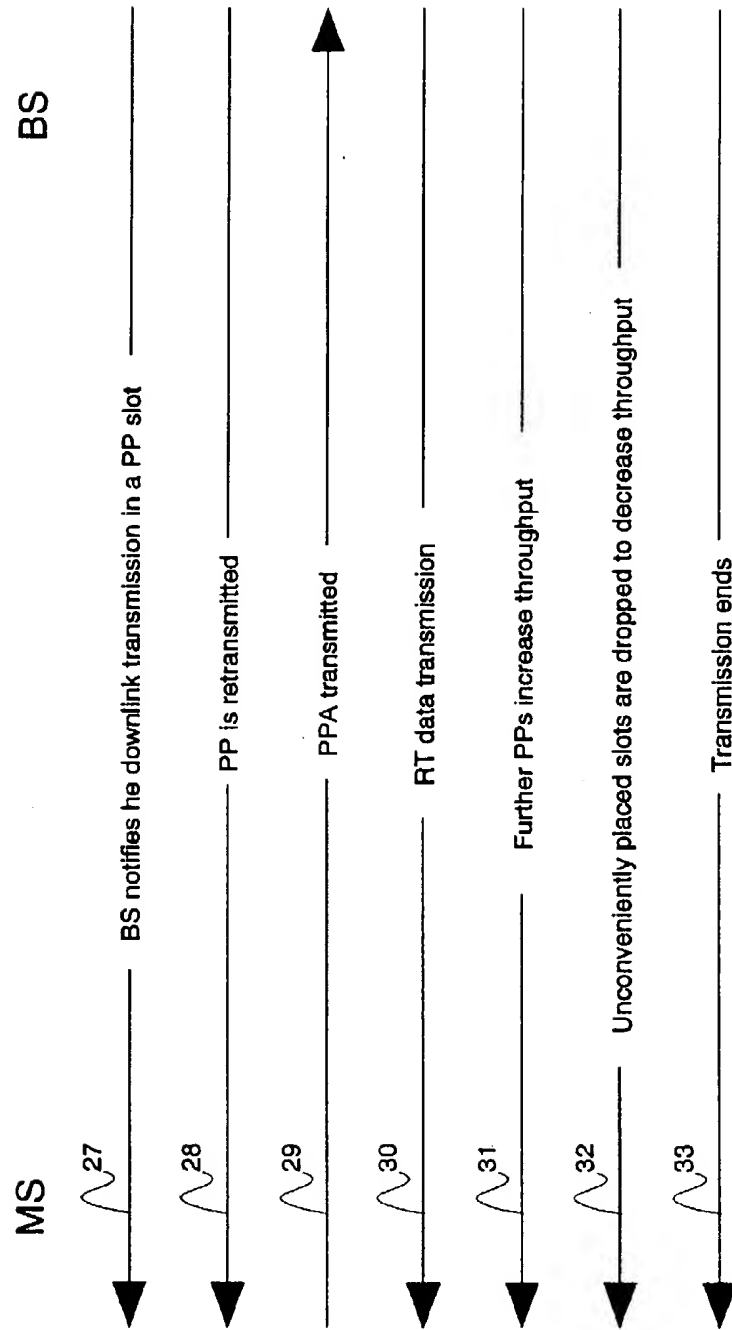 MS BS
27
BS notifies he downlink transmission in a PP slot
28
PP is retransmitted
29
PPA transmitted
30
RT data transmission
31
Further PPs increase throughput
32
Unconveniently placed slots are dropped to decrease throughput
33
Transmission ends